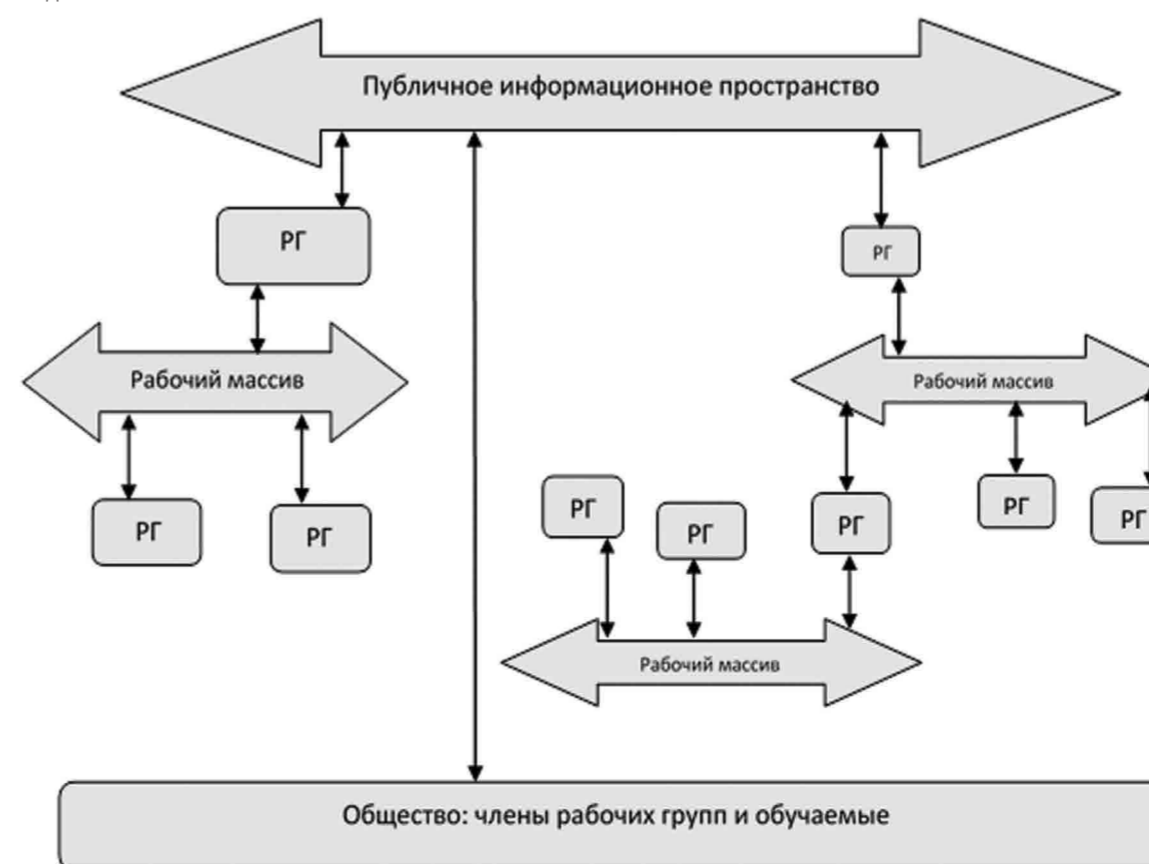 Публичное информационное пространство
РГ
РГ
Рабочий массив
Рабочий массив
РГ
РГ
РГ
РГ
РГ
РГ
РГ
Рабочий массив
Общество: члены рабочих групп и обучаемые